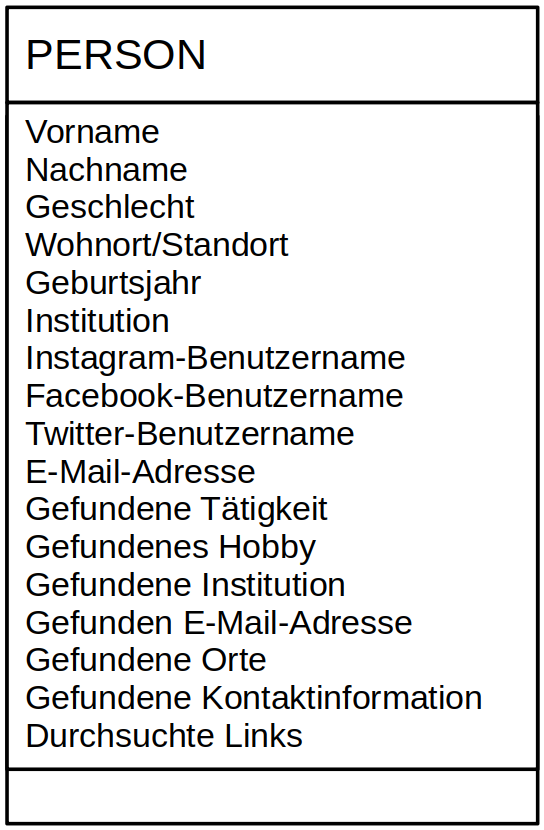 PERSON
Vorname
Nachname
Geschlecht
Wohnort/Standort
Geburtsjahr
Institution
Instagram-Benutzername
Facebook-Benutzername
Twitter-Benutzername
E-Mail-Adresse
Gefundene Tätigkeit
Gefundenes Hobby
Gefundene Institution
Gefunden E-Mail-Adresse
Gefundene Orte
Gefundene Kontaktinformation
Durchsuchte Links